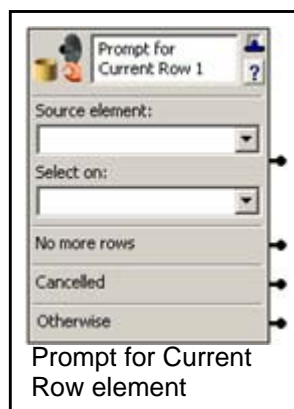 Prompt for
Current Row 1
?
Source element:
Select on:
No more rows
Cancelled
Otherwise
Prompt for Current
Row element